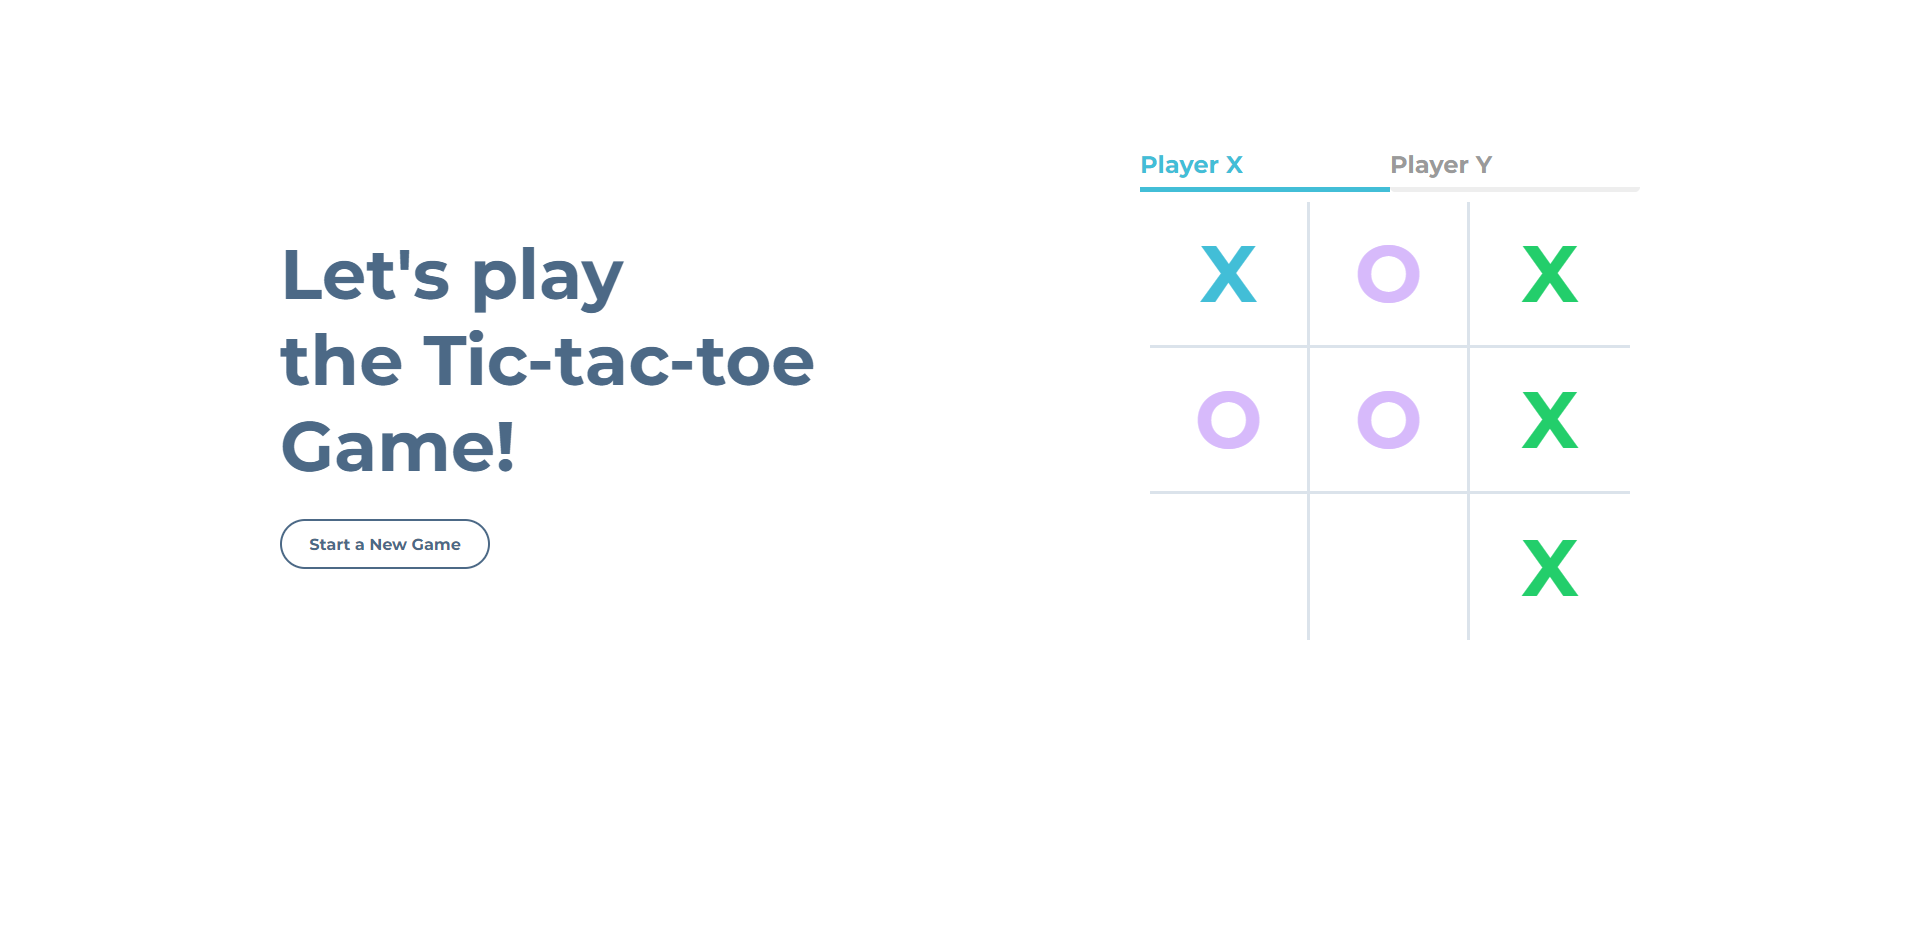 Let's play
the Tic-tac-toe
Game!
Start a New Game
Player X
Player Y
X O X
O O X
X